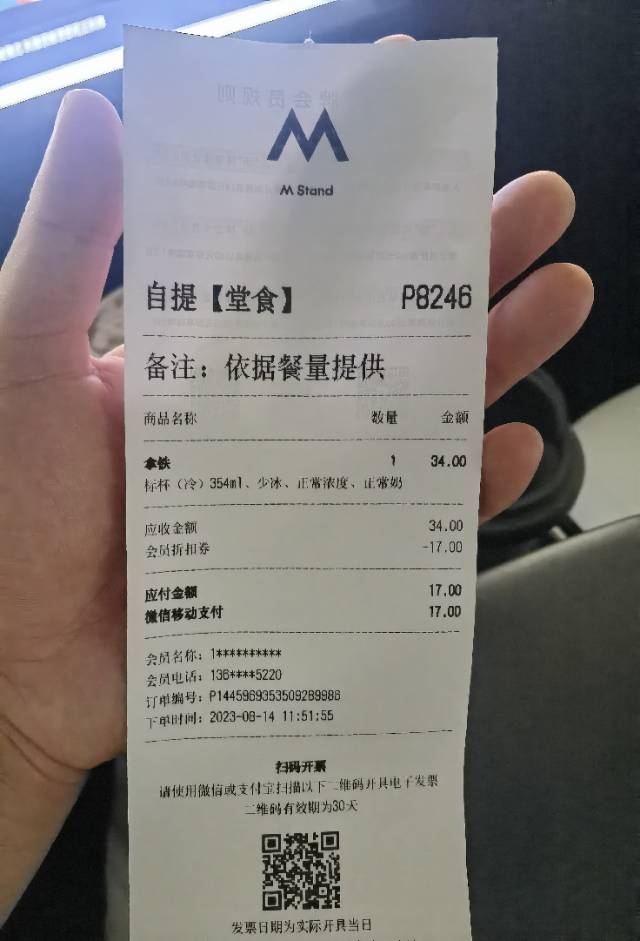 M Stand
自提【堂食】 P8246
备注：依据餐量提供
商品名称 数量 金额
拿铁 1 34.00
标杯（冷）354ml、少冰、正常浓度、正常奶
应收金额 34.00
会员折扣券 -17.00
应付金额 17.00
微信移动支付 17.00
会员名称：1**********
会员电话：136****5220
订单编号：P1445969353509289986
下单时间：2023-08-14 11:51:55
扫码开票
请使用微信或支付宝扫描以下二维码开具电子发票
二维码有效期为30天
发票日期为实际开具当日